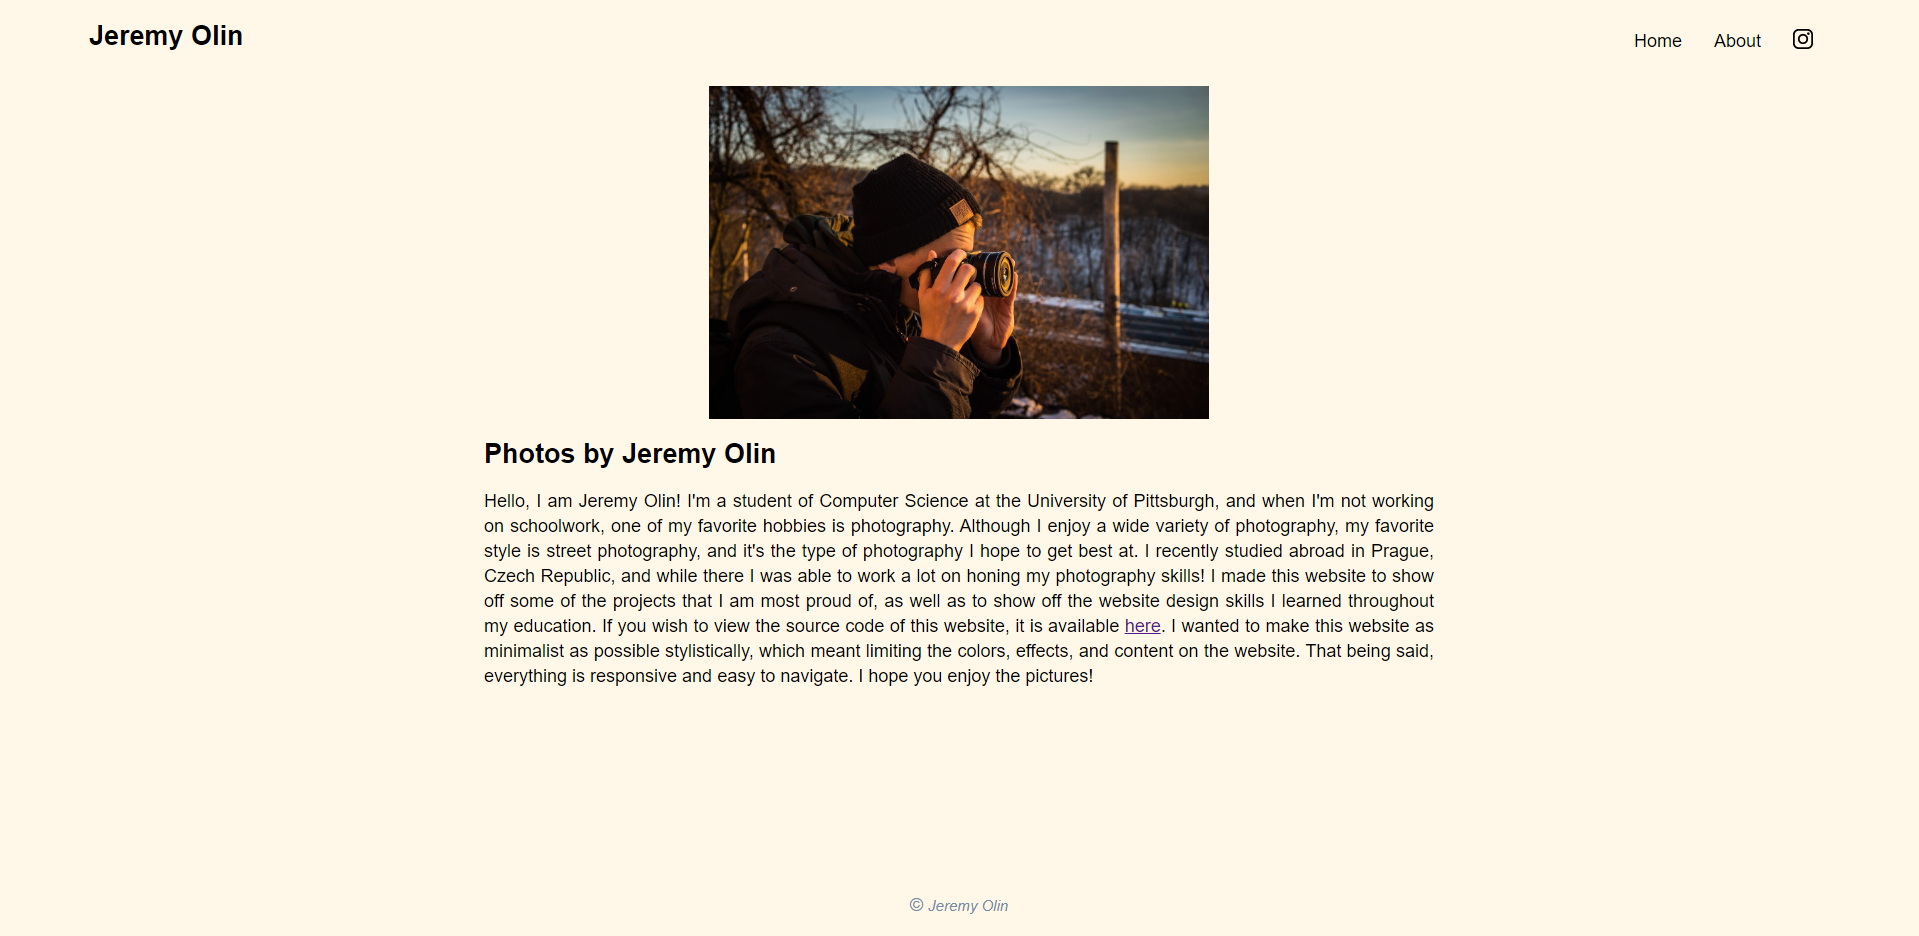 Jeremy Olin
Home About
Photos by Jeremy Olin
Hello, I am Jeremy Olin! I'm a student of Computer Science at the University of Pittsburgh, and when I'm not working
on schoolwork, one of my favorite hobbies is photography. Although I enjoy a wide variety of photography, my favorite
style is street photography, and it's the type of photography I hope to get best at. I recently studied abroad in Prague,
Czech Republic, and while there I was able to work a lot on honing my photography skills! I made this website to show
off some of the projects that I am most proud of, as well as to show off the website design skills I learned throughout
my education. If you wish to view the source code of this website, it is available here. I wanted to make this website as
minimalist as possible stylistically, which meant limiting the colors, effects, and content on the website. That being said,
everything is responsive and easy to navigate. I hope you enjoy the pictures!
© Jeremy Olin